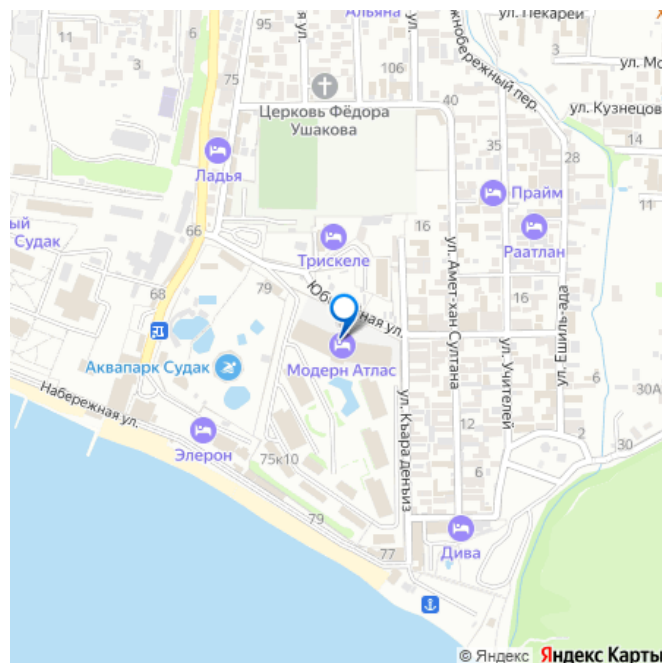 ул. Пекарей
Альяна
11
6
75
106
ул. Мо
Церковь Фёдора
Ушакова
40
ул. Кузнецов
14
Ладья
35
28
Прайм
11
ый
Судак
66
16
Раатлан
Трискеле
79
Юбилейная ул.
ул. Амет-хан Султана
16
68
ул. Учителей
ул. Ешиль-ада
Аквапарк Судак
Модерн Атлас
6
30А
Набережная ул.
ул. Къара денъиз
12
2
30
Элерон
75к10
6
79
Дива
77
© Яндекс Яндекс Карты